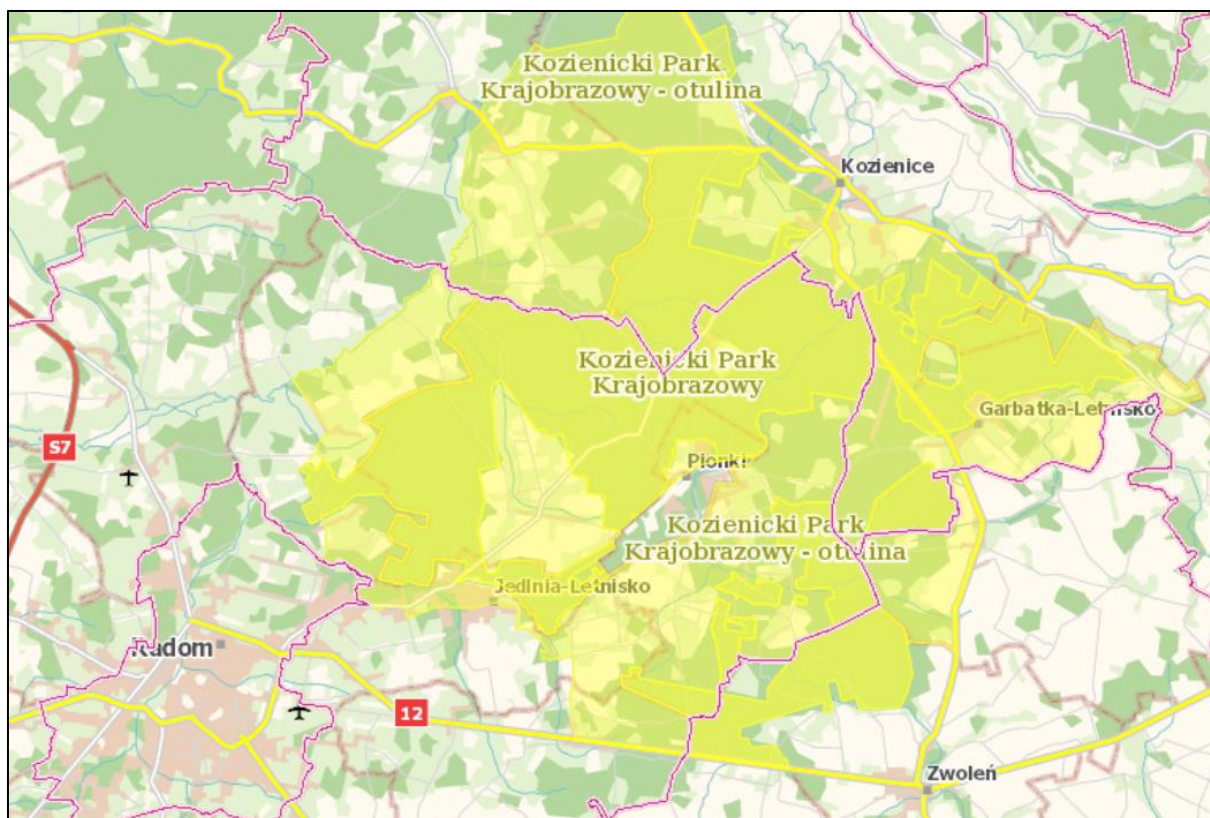 Kozienicki Park
Krajobrazowy - otulina
Kozienice
Kozienicki Park
Krajobrazowy
Garbatka-Letnisko
S7
Pionki
Kozienicki Park
Krajobrazowy - otulina
Jedlnia-Letnisko
Radom
12
Zwoleń